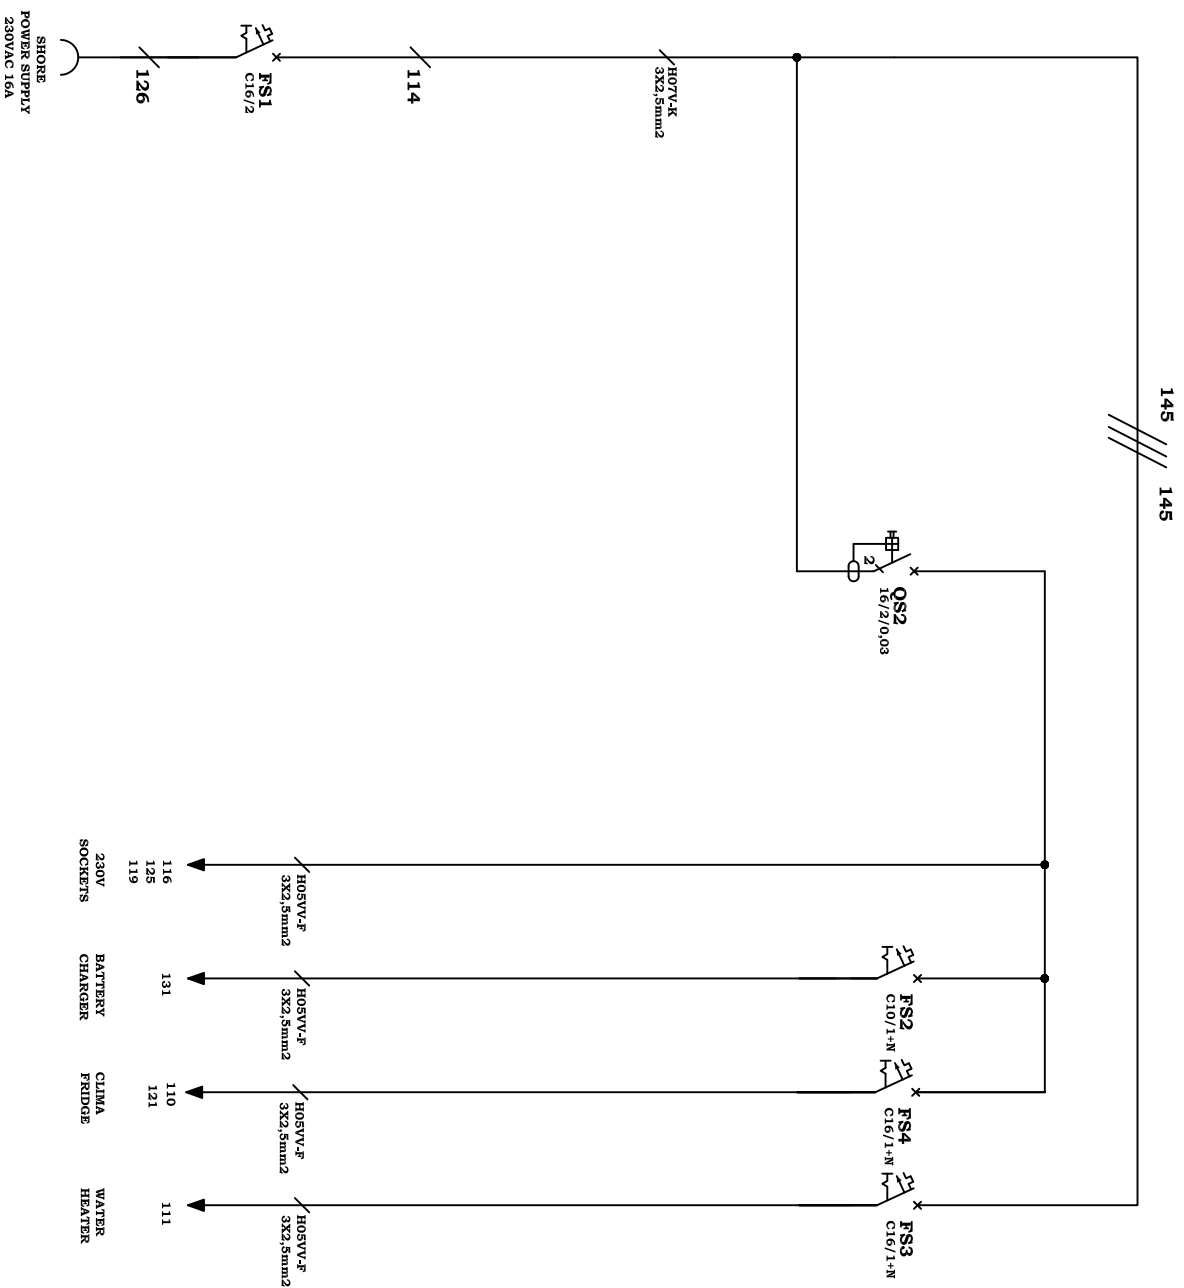 SHORE
POWER SUPPLY
230VAC 16A
126
FS1
C16/2
114
H07V-K
3X2,5mm2
145
145
2
QS2
16/2/0,03
230V
SOCKETS
116
125
119
H05VV-F
3X2,5mm2
BATTERY
CHARGER
131
H05VV-F
3X2,5mm2
FS2
C10/1+N
CLIMA
FRIDGE
110
121
H05VV-F
3X2,5mm2
FS4
C16/1+N
WATER
HEATER
111
H05VV-F
3X2,5mm2
FS3
C16/1+N